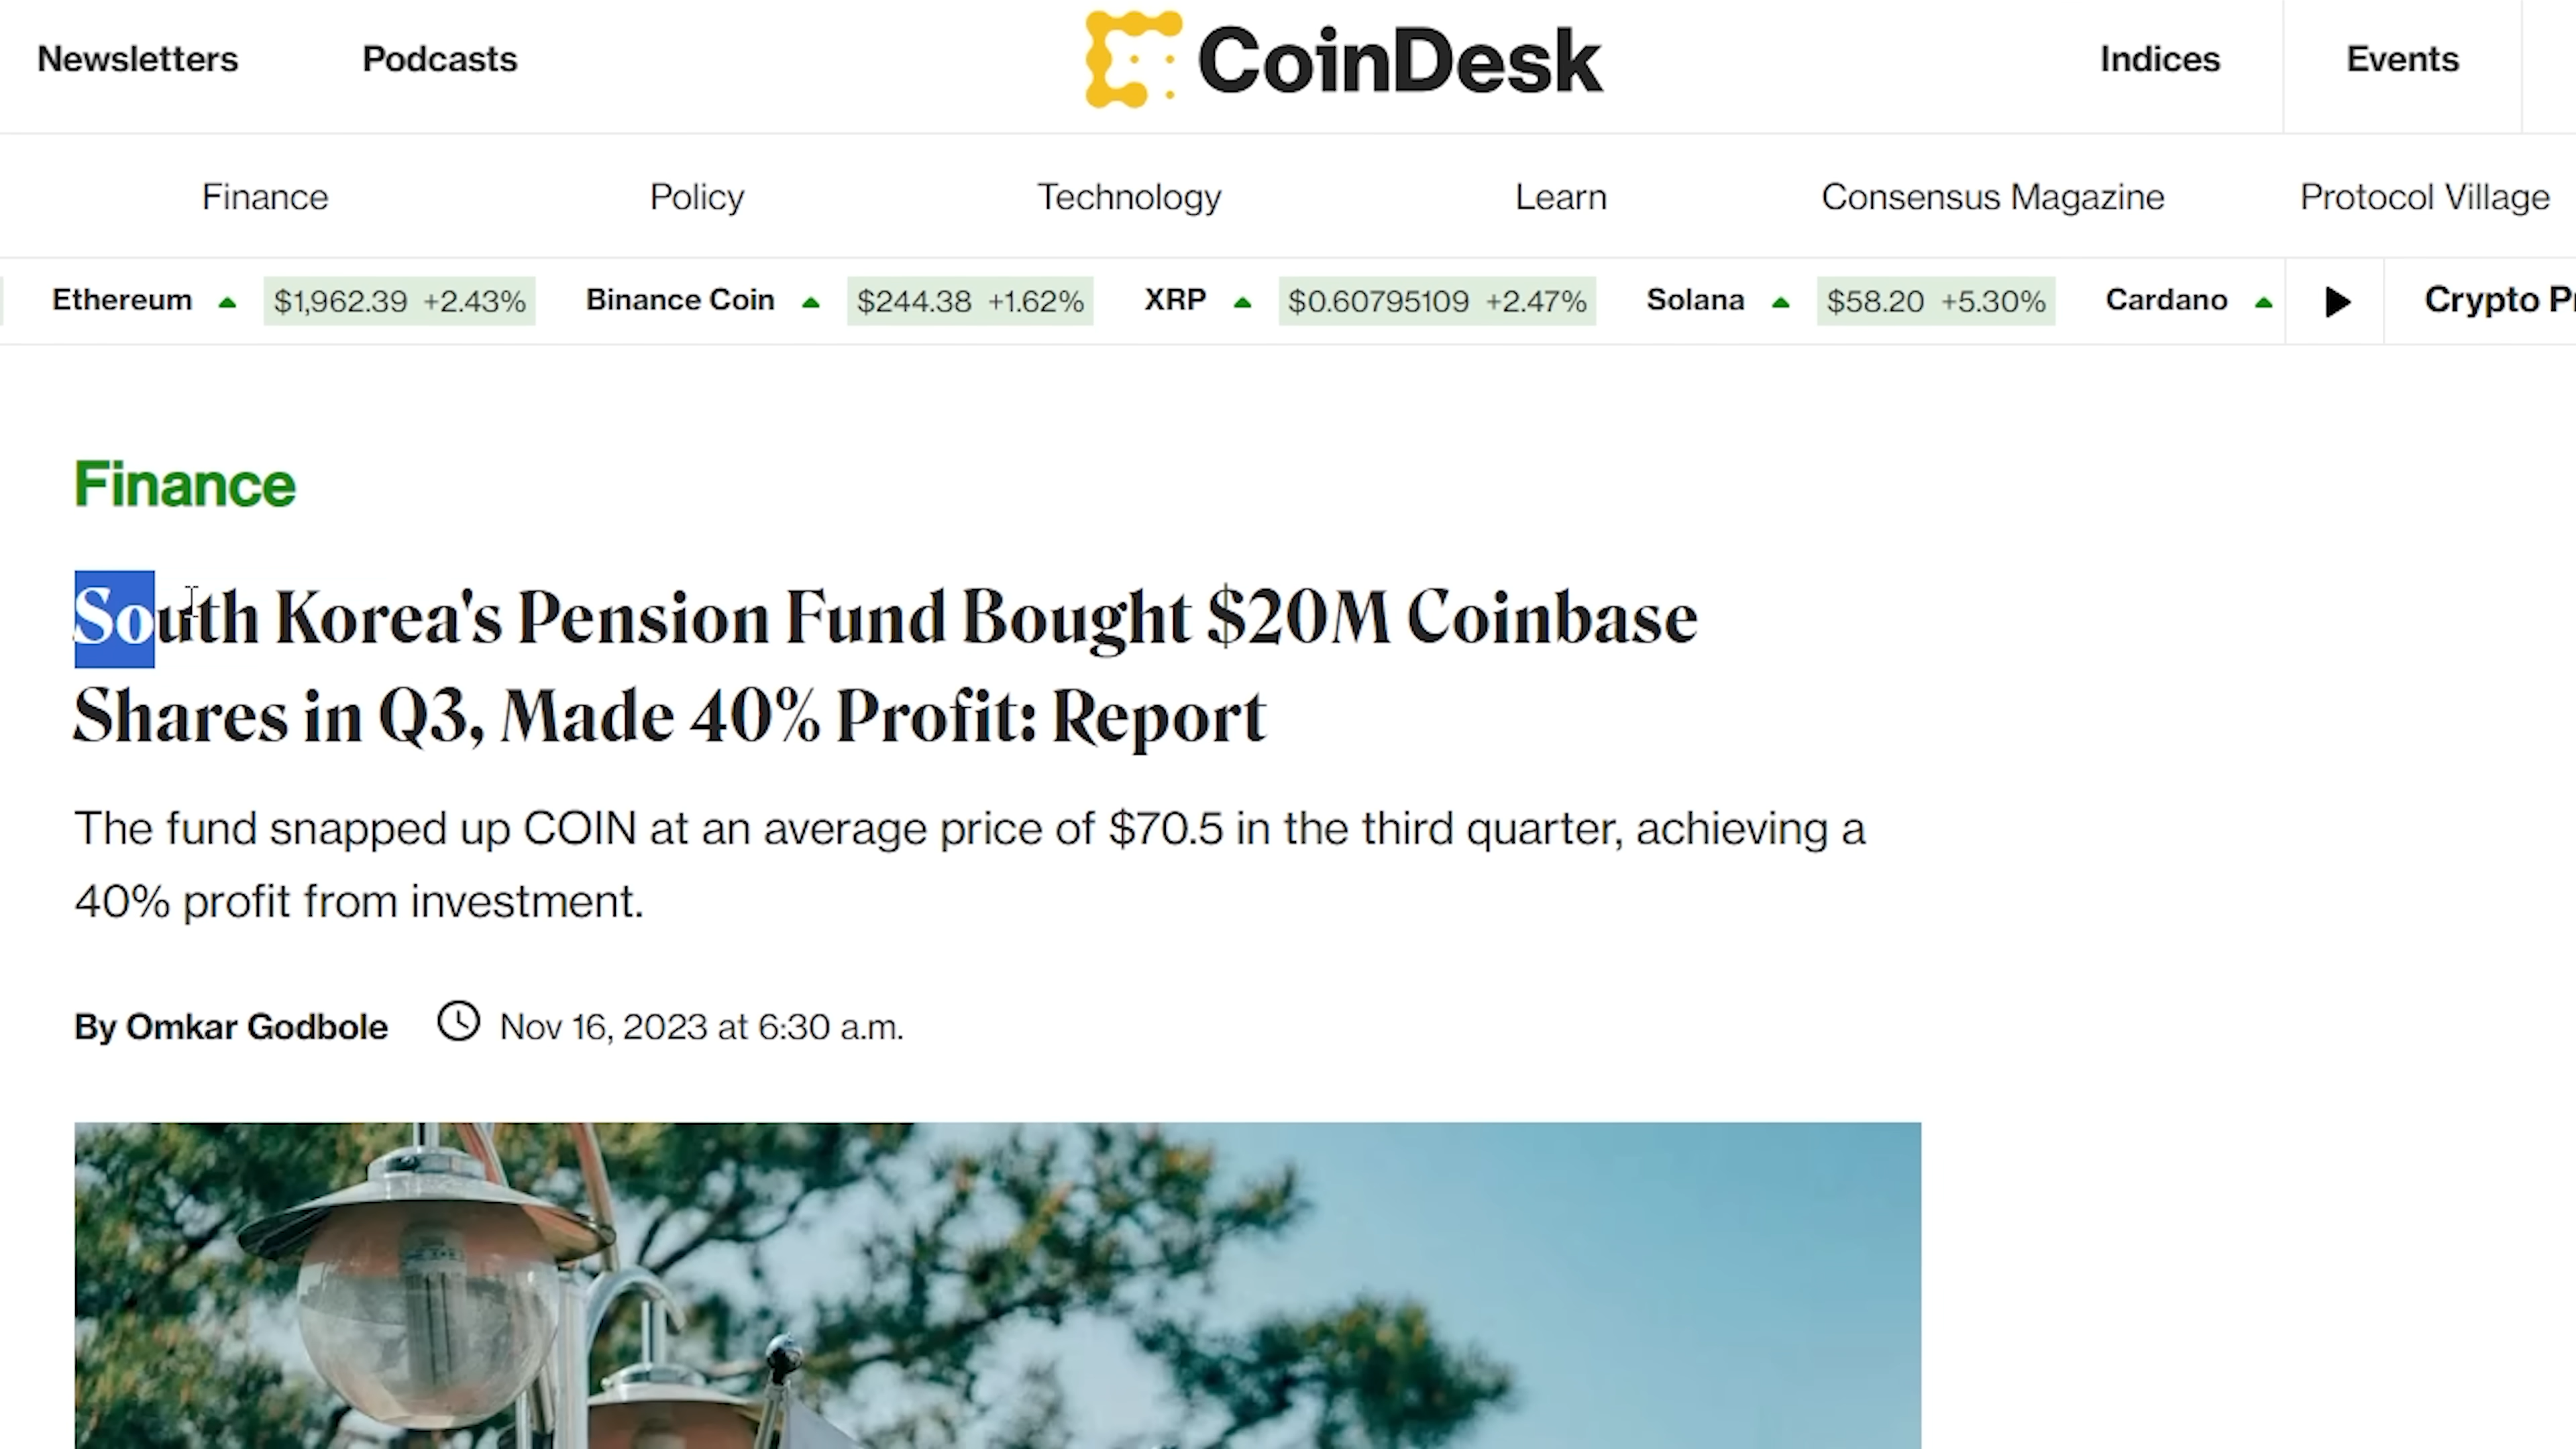 Newsletters Podcasts CoinDesk Indices Events
Finance Policy Technology Learn Consensus Magazine Protocol Village
Ethereum $1,962.39 +2.43% Binance Coin $244.38 +1.62% XRP $0.60795109 +2.47% Solana $58.20 +5.30% Cardano Crypto P
Finance
South Korea's Pension Fund Bought $20M Coinbase
Shares in Q3, Made 40% Profit: Report
The fund snapped up COIN at an average price of $70.5 in the third quarter, achieving a
40% profit from investment.
By Omkar Godbole Nov 16, 2023 at 6:30 a.m.